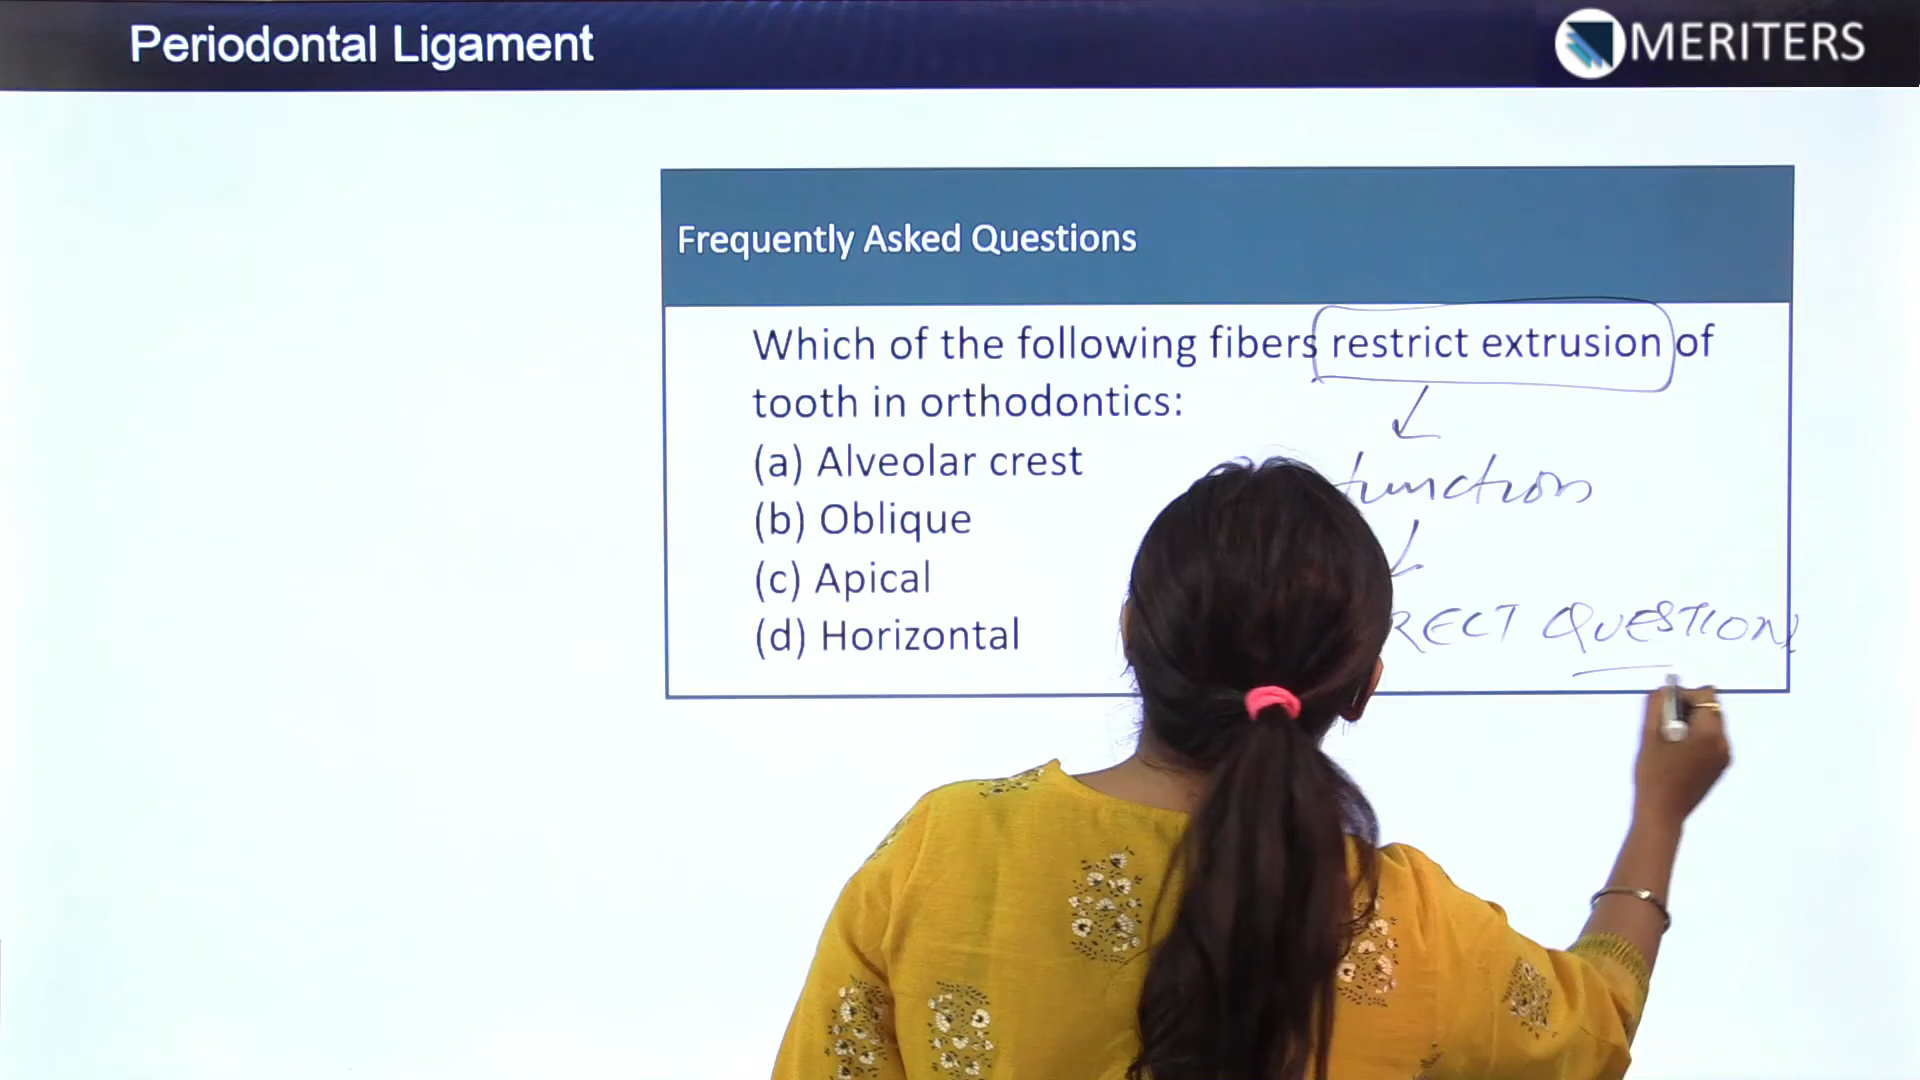 Periodontal Ligament
MERITERS
Frequently Asked Questions
Which of the following fibers restrict extrusion of
tooth in orthodontics:
(a) Alveolar crest
(b) Oblique
(c) Apical
(d) Horizontal
function
RECT QUESTION